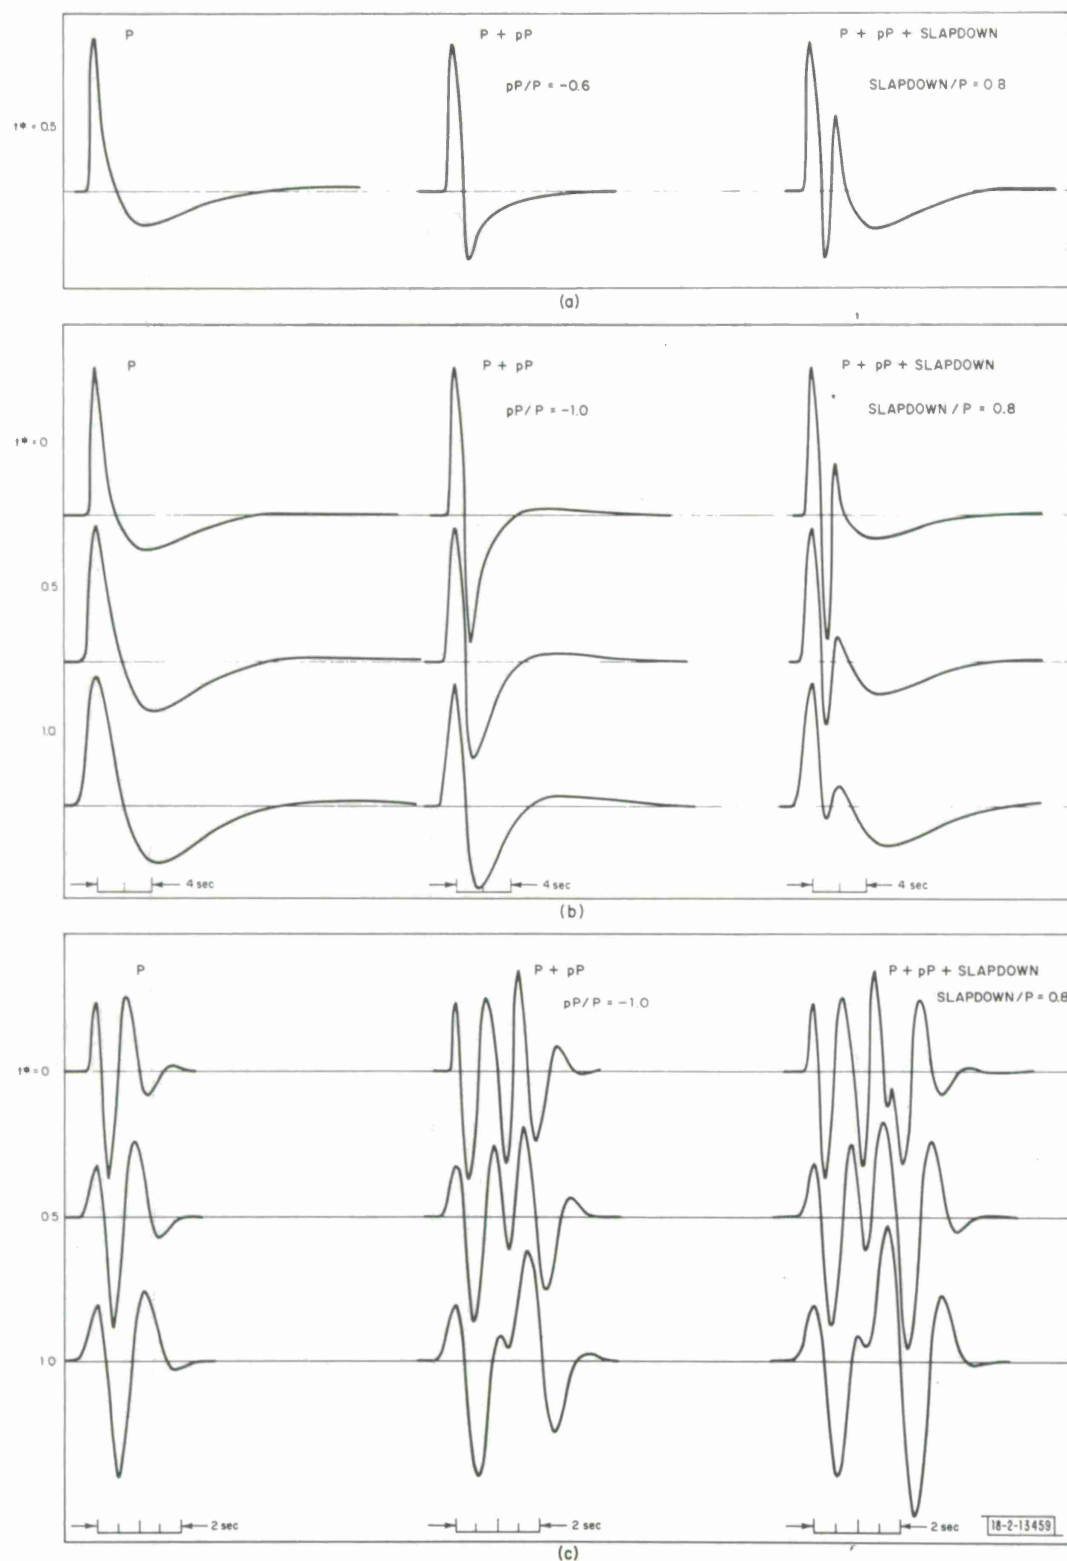 P P + pP P + pP + SLAPDOWN
pP/P = -0.6 SLAPDOWN/P = 0.8
t* = 0.5
(a)
P P + pP P + pP + SLAPDOWN
pP/P = -1.0 SLAPDOWN / P = 0.8
t* = 0
0.5
1.0
4 sec 4 sec 4 sec
(b)
P P + pP P + pP + SLAPDOWN
pP/P = -1.0 SLAPDOWN/P = 0.8
t* = 0
0.5
1.0
2 sec 2 sec 2 sec
18-2-13459
(c)